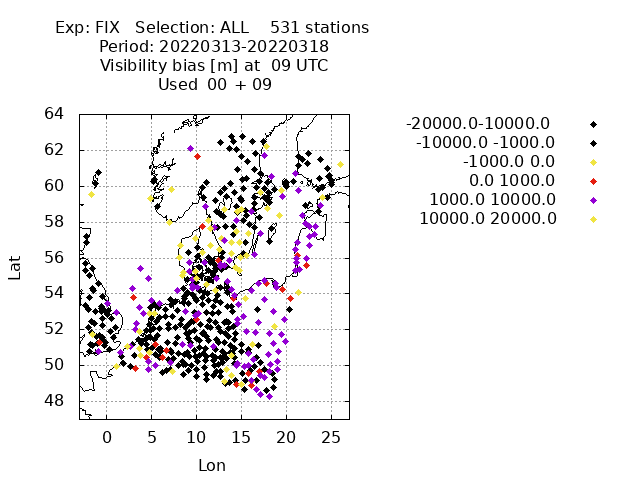 Exp: FIX   Selection: ALL    531 stations
Period: 20220313-20220318
Visibility bias [m] at  09 UTC
Used  00 + 09
-20000.0-10000.0
-10000.0 -1000.0
-1000.0 0.0
0.0 1000.0
1000.0 10000.0
10000.0 20000.0
64
62
60
58
56
54
52
50
48
Lat
0 5 10 15 20 25
Lon